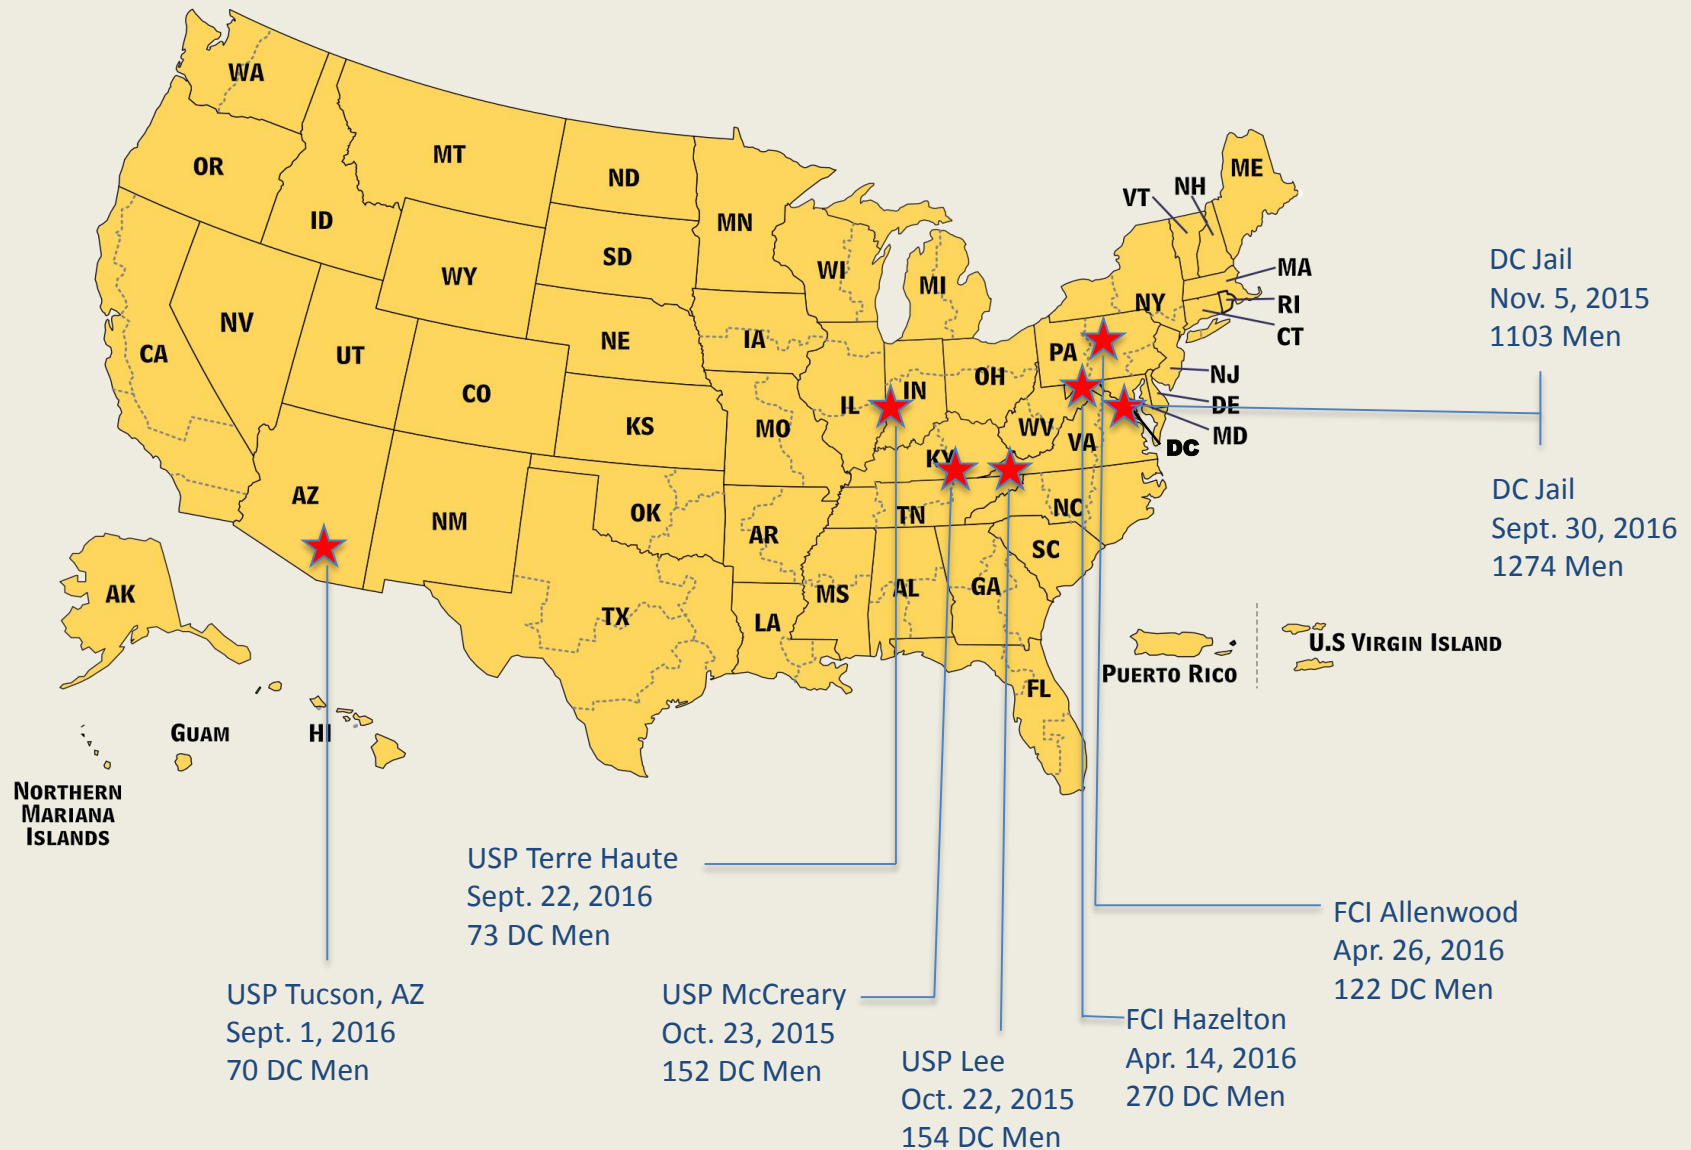 WA
OR
CA
NV
ID
MT
WY
UT
AZ
CO
NM
ND
SD
NE
KS
OK
TX
MN
IA
MO
AR
LA
WI
IL
MI
IN
OH
KY
TN
MS
AL
GA
FL
SC
NC
VA
WV
PA
NY
VT
NH
ME
MA
RI
CT
NJ
DE
MD
DC
AK
HI
GUAM
NORTHERN
MARIANA
ISLANDS
PUERTO RICO
U.S VIRGIN ISLAND
DC Jail
Nov. 5, 2015
1103 Men
DC Jail
Sept. 30, 2016
1274 Men
USP Terre Haute
Sept. 22, 2016
73 DC Men
USP Tucson, AZ
Sept. 1, 2016
70 DC Men
USP McCreary
Oct. 23, 2015
152 DC Men
USP Lee
Oct. 22, 2015
154 DC Men
FCI Hazelton
Apr. 14, 2016
270 DC Men
FCI Allenwood
Apr. 26, 2016
122 DC Men